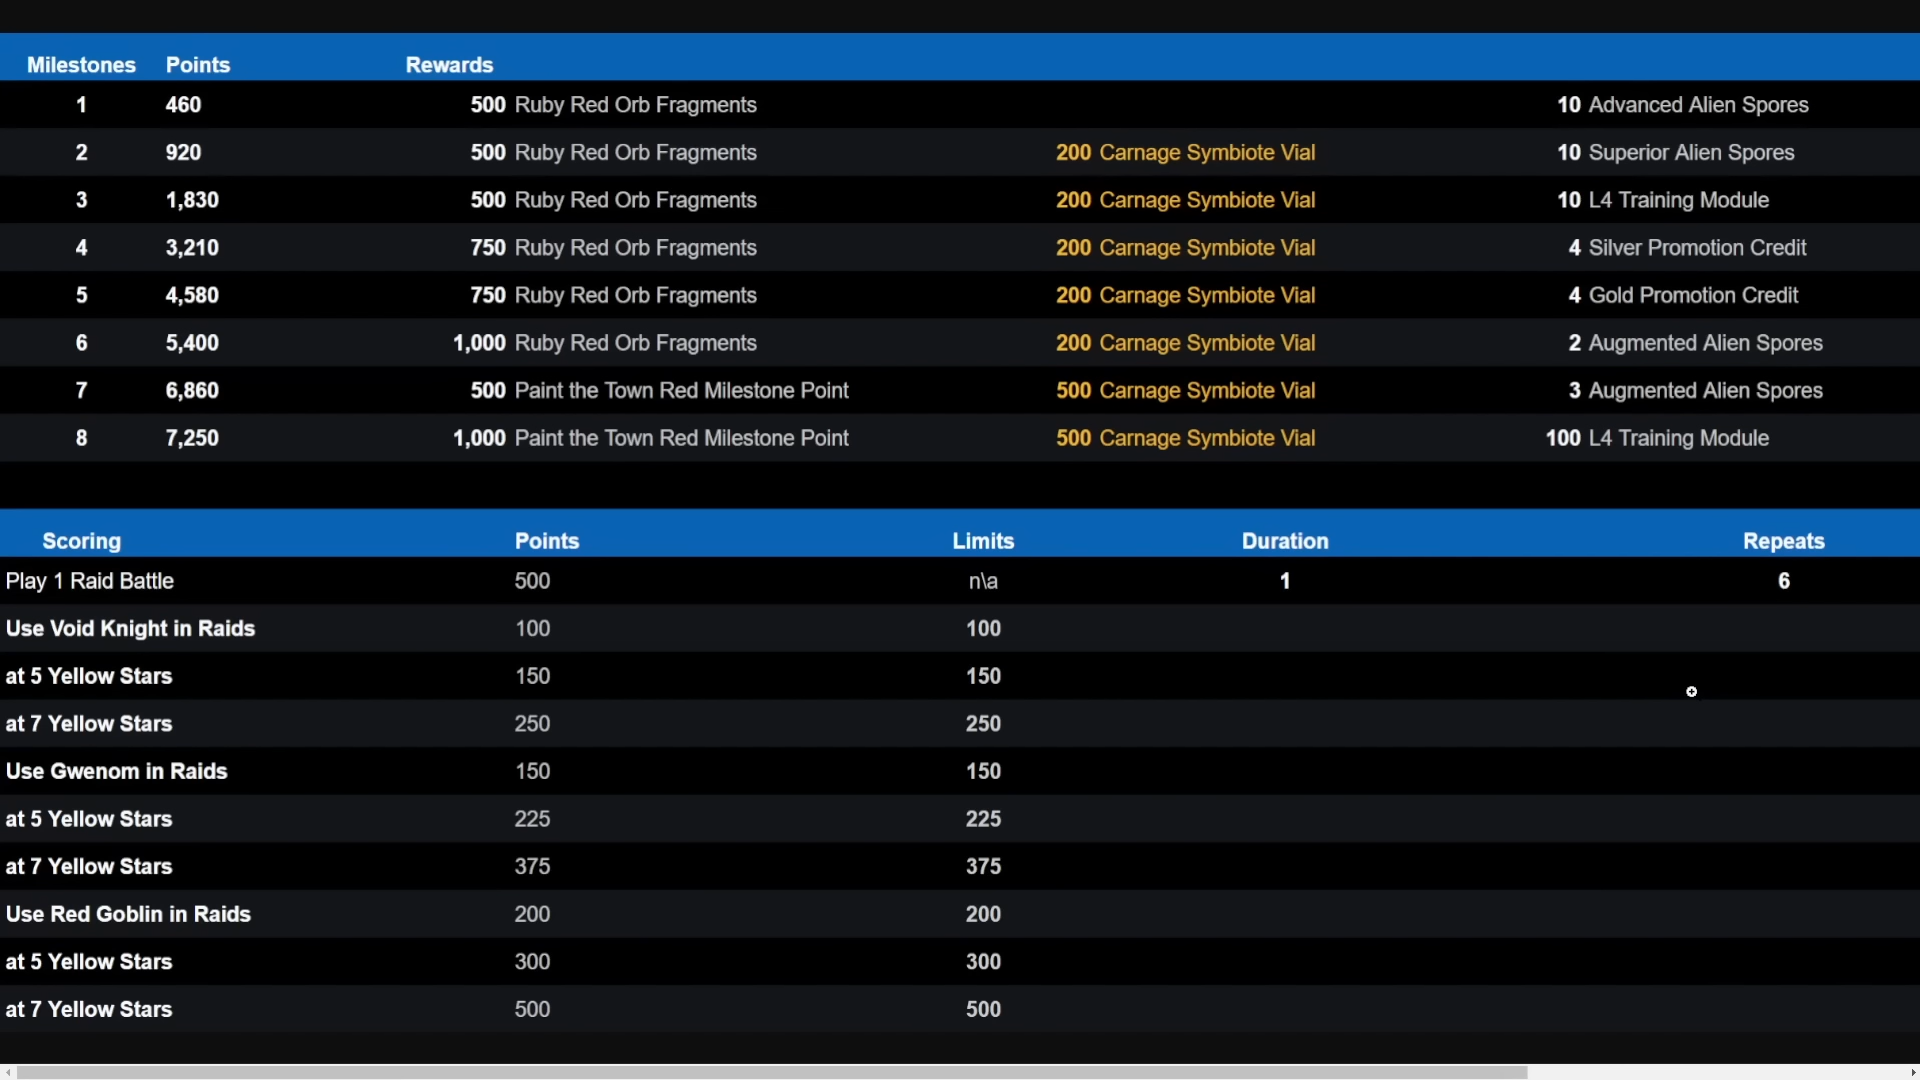 Milestones Points Rewards
1 460 500 Ruby Red Orb Fragments 10 Advanced Alien Spores
2 920 500 Ruby Red Orb Fragments 200 Carnage Symbiote Vial 10 Superior Alien Spores
3 1,830 500 Ruby Red Orb Fragments 200 Carnage Symbiote Vial 10 L4 Training Module
4 3,210 750 Ruby Red Orb Fragments 200 Carnage Symbiote Vial 4 Silver Promotion Credit
5 4,580 750 Ruby Red Orb Fragments 200 Carnage Symbiote Vial 4 Gold Promotion Credit
6 5,400 1,000 Ruby Red Orb Fragments 200 Carnage Symbiote Vial 2 Augmented Alien Spores
7 6,860 500 Paint the Town Red Milestone Point 500 Carnage Symbiote Vial 3 Augmented Alien Spores
8 7,250 1,000 Paint the Town Red Milestone Point 500 Carnage Symbiote Vial 100 L4 Training Module
Scoring Points Limits Duration Repeats
Play 1 Raid Battle 500 n\a 1 6
Use Void Knight in Raids 100 100
at 5 Yellow Stars 150 150
at 7 Yellow Stars 250 250
Use Gwenom in Raids 150 150
at 5 Yellow Stars 225 225
at 7 Yellow Stars 375 375
Use Red Goblin in Raids 200 200
at 5 Yellow Stars 300 300
at 7 Yellow Stars 500 500